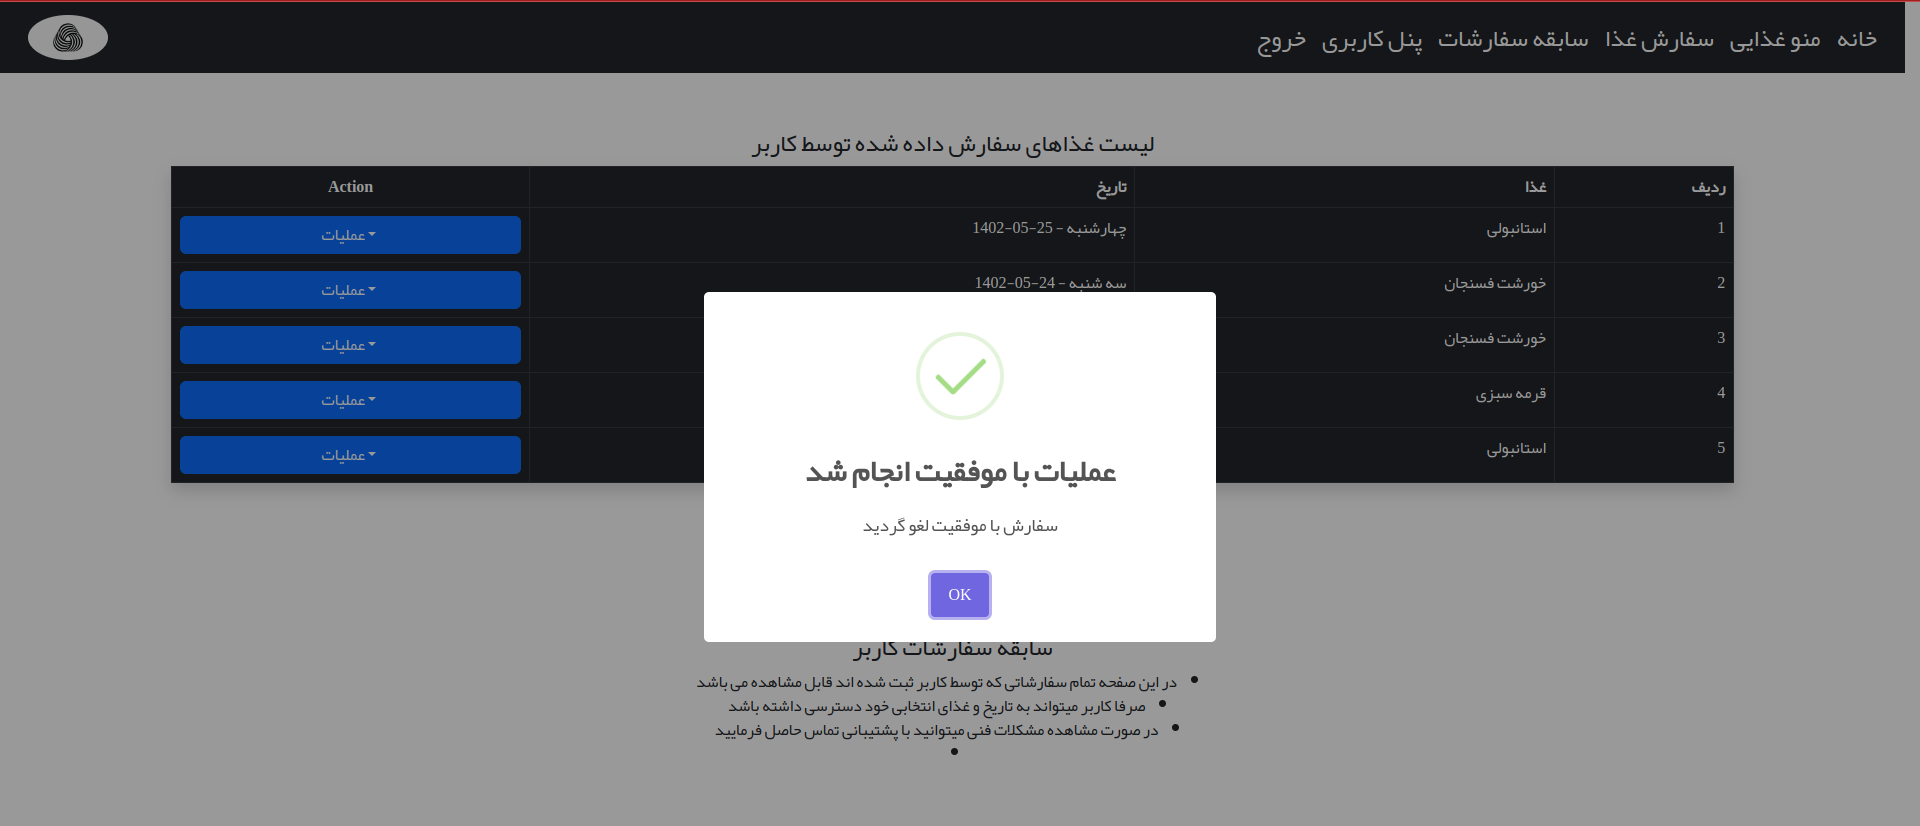 خانه منو غذایی سفارش غذا سابقه سفارشات پنل کاربری خروج
لیست غذاهای سفارش داده شده توسط کاربر
ردیف غذا تاریخ Action
1 استانبولی چهارشنبه - 25-05-1402 عملیات
2 خورشت فسنجان سه شنبه - 24-05-1402 عملیات
3 خورشت فسنجان عملیات
4 قرمه سبزی عملیات
5 استانبولی عملیات
عملیات با موفقیت انجام شد
سفارش با موفقیت لغو گردید
OK
سابقه سفارشات کاربر
در این صفحه تمام سفارشاتی که توسط کاربر ثبت شده اند قابل مشاهده می باشد
صرفا کاربر میتواند به تاریخ و غذای انتخابی خود دسترسی داشته باشد
در صورت مشاهده مشکلات فنی میتوانید با پشتیبانی تماس حاصل فرمایید